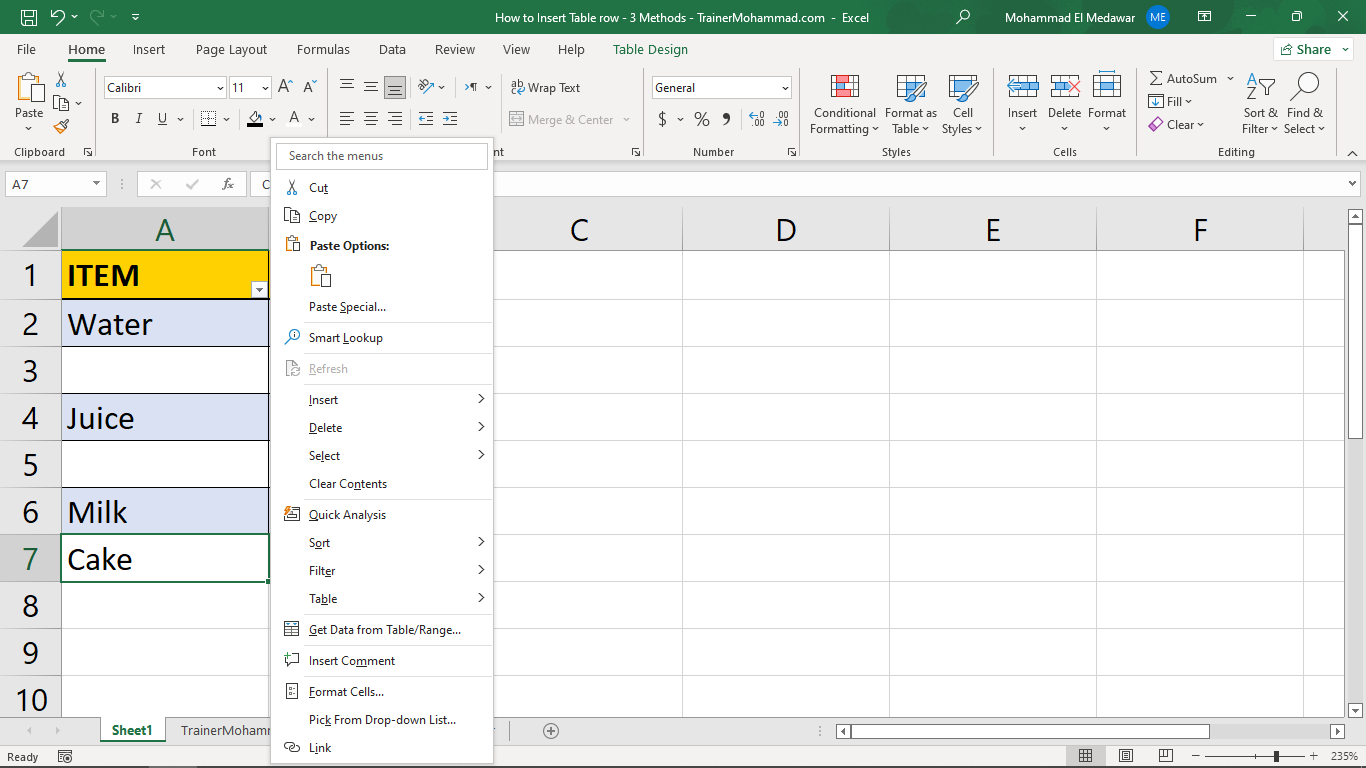 How to Insert Table row - 3 Methods - TrainerMohammad.com - Excel
Mohammad El Medawar
ME
File Home Insert Page Layout Formulas Data Review View Help Table Design
Share
Paste
Clipboard
Calibri
11
B I U
A
Font
Wrap Text
Merge & Center
nt
General
$ % 9
Number
Conditional Formatting
Format as Table
Cell Styles
Styles
Insert
Delete
Format
Cells
AutoSum
Fill
Clear
Sort & Filter
Find & Select
Editing
A7
fx
C
A C D E F
1 ITEM
2 Water
3
4 Juice
5
6 Milk
7 Cake
8
9
10
Search the menus
Cut
Copy
Paste Options:
Paste Special...
Smart Lookup
Refresh
Insert
Delete
Select
Clear Contents
Quick Analysis
Sort
Filter
Table
Get Data from Table/Range...
Insert Comment
Format Cells...
Pick From Drop-down List...
Link
Sheet1
TrainerMohamm
Ready
235%